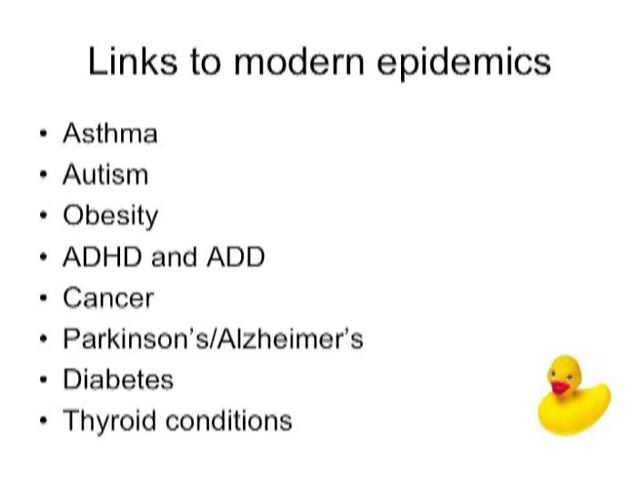 Links to modern epidemics
• Asthma
• Autism
• Obesity
• ADHD and ADD
• Cancer
• Parkinson's/Alzheimer's
• Diabetes
• Thyroid conditions